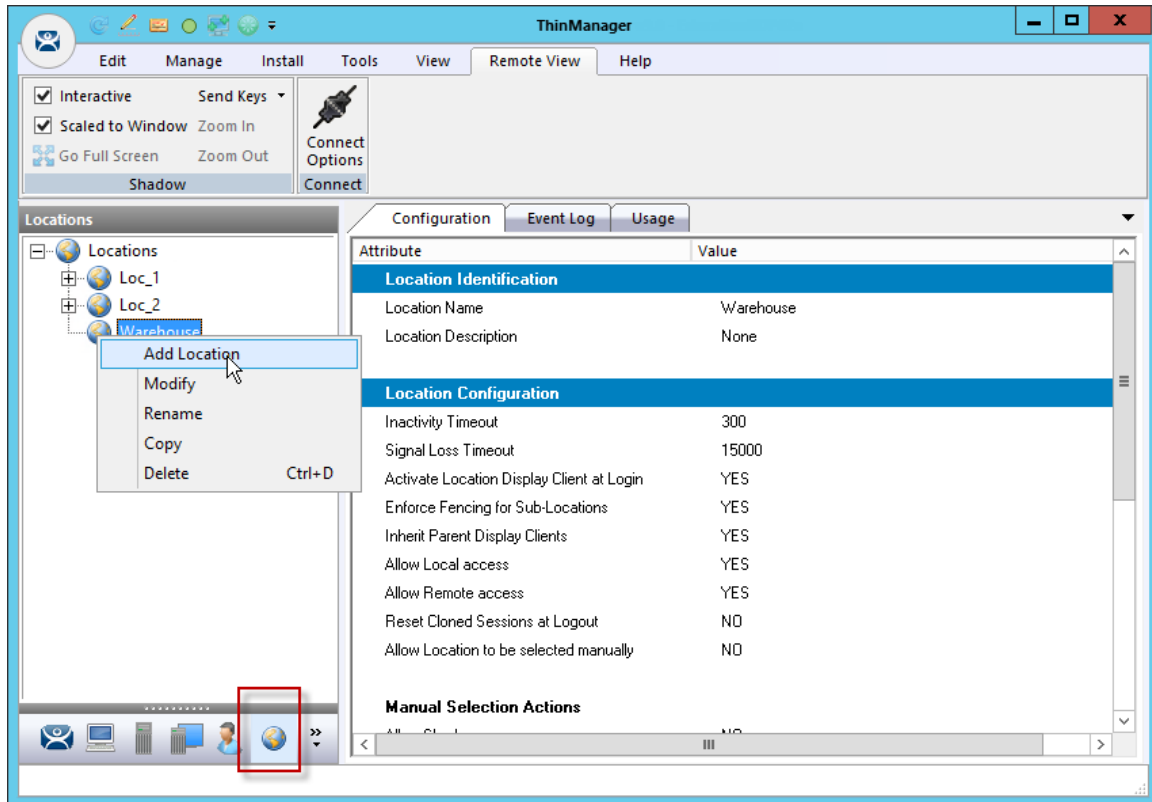 ThinManager
Edit Manage Install Tools View Remote View Help
Interactive Send Keys
Scaled to Window Zoom In
Go Full Screen Zoom Out
Connect Options
Shadow Connect
Locations
Configuration Event Log Usage
Locations
Loc_1
Loc_2
Warehouse
Add Location
Modify
Rename
Copy
Delete Ctrl+D
Attribute Value
Location Identification
Location Name Warehouse
Location Description None
Location Configuration
Inactivity Timeout 300
Signal Loss Timeout 15000
Activate Location Display Client at Login YES
Enforce Fencing for Sub-Locations YES
Inherit Parent Display Clients YES
Allow Local access YES
Allow Remote access YES
Reset Cloned Sessions at Logout NO
Allow Location to be selected manually NO
Manual Selection Actions